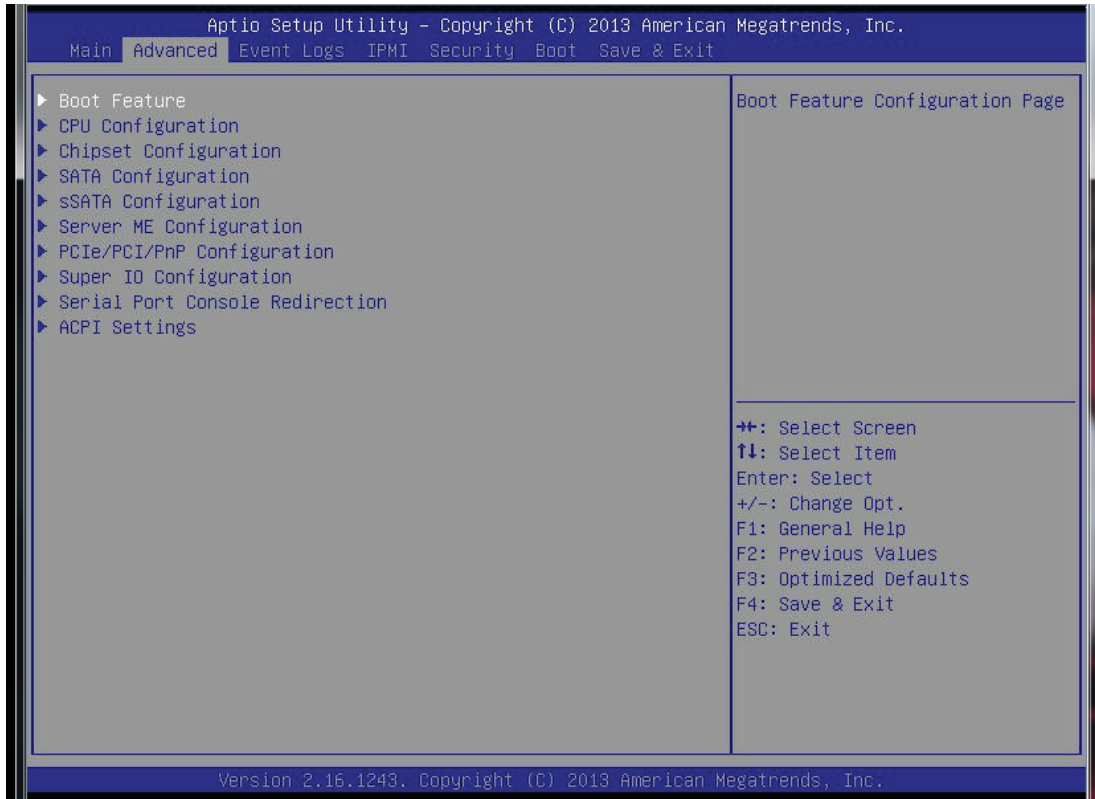 Aptio Setup Utility – Copyright (C) 2013 American Megatrends, Inc.
Main Advanced Event Logs IPMI Security Boot Save & Exit
▶ Boot Feature
▶ CPU Configuration
▶ Chipset Configuration
▶ SATA Configuration
▶ sSATA Configuration
▶ Server ME Configuration
▶ PCIe/PCI/PnP Configuration
▶ Super IO Configuration
▶ Serial Port Console Redirection
▶ ACPI Settings
Boot Feature Configuration Page
→←: Select Screen
↑↓: Select Item
Enter: Select
+/-: Change Opt.
F1: General Help
F2: Previous Values
F3: Optimized Defaults
F4: Save & Exit
ESC: Exit
Version 2.16.1243. Copyright (C) 2013 American Megatrends, Inc.